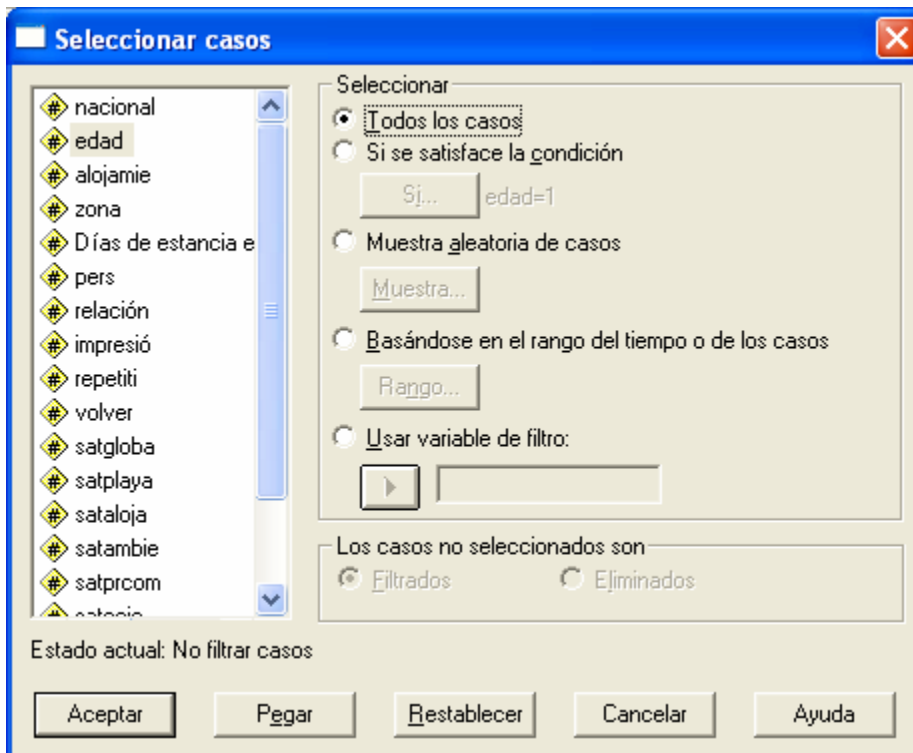 Seleccionar casos
nacional
edad
alojamie
zona
Días de estancia e
pers
relación
impresió
repetiti
volver
satgloba
satplaya
sataloja
satambie
satprcom
Seleccionar
Todos los casos
Si se satisface la condición
Si... edad=1
Muestra aleatoria de casos
Muestra...
Basándose en el rango del tiempo o de los casos
Rango...
Usar variable de filtro:
Los casos no seleccionados son
Filtrados Eliminados
Estado actual: No filtrar casos
Aceptar Pegar Restablecer Cancelar Ayuda